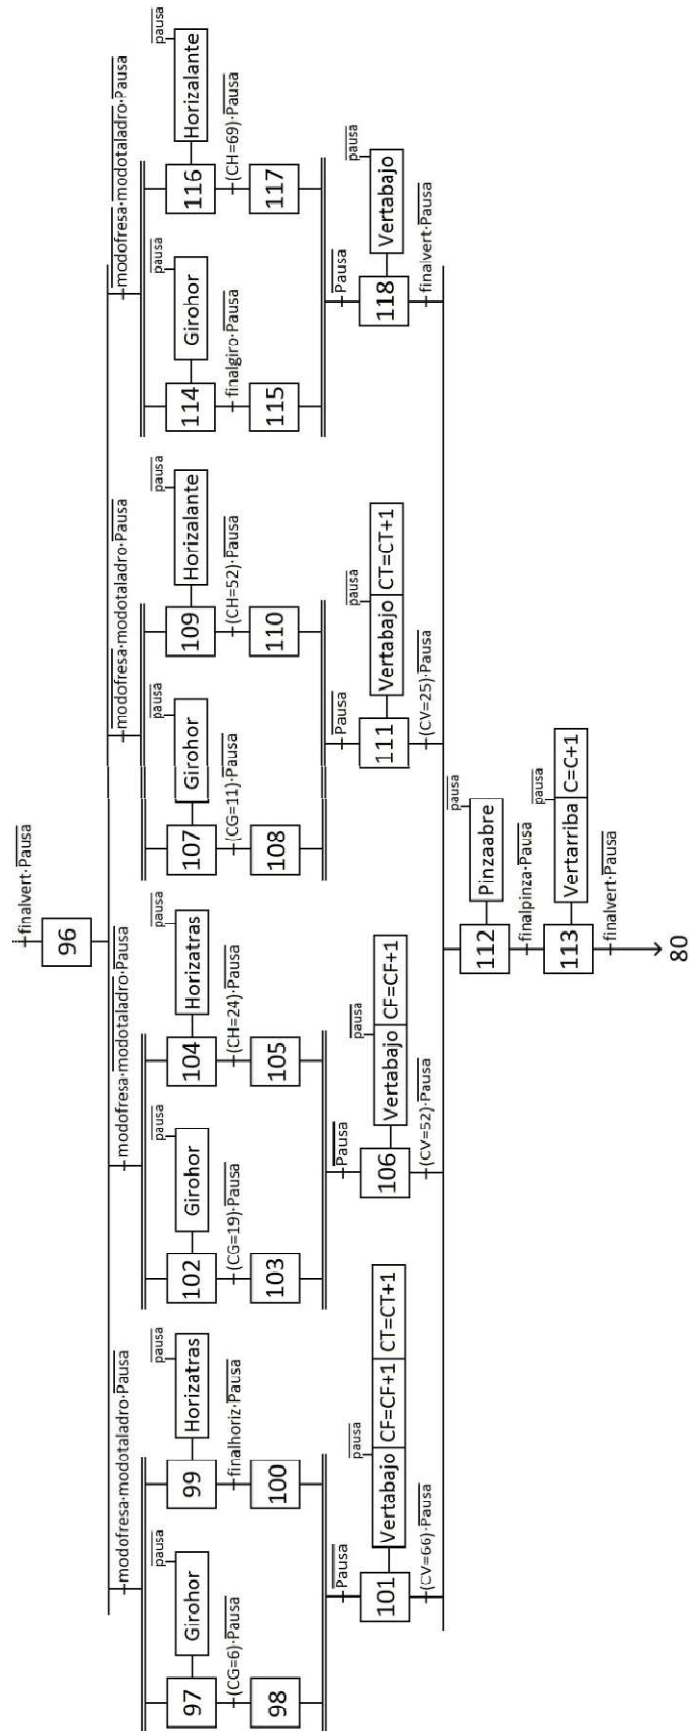 finalvert·Pausa
96
modofresa·modotaladro·Pausa
modofresa·modotaladro·Pausa
modofresa·modotaladro·Pausa
modofresa·modotaladro·Pausa
pausa
97
Girohor
pausa
99
Horizatras
pausa
102
Girohor
pausa
104
Horizatras
pausa
107
Girohor
pausa
109
Horizalante
pausa
114
Girohor
pausa
116
Horizalante
(CG=6)·Pausa
finalhoriz·Pausa
(CG=19)·Pausa
(CH=24)·Pausa
(CG=11)·Pausa
(CH=52)·Pausa
finalgiro·Pausa
(CH=69)·Pausa
98
100
103
105
108
110
115
117
Pausa
Pausa
Pausa
Pausa
pausa
101
Vertabajo CF=CF+1 CT=CT+1
pausa
106
Vertabajo CF=CF+1
pausa
111
Vertabajo CT=CT+1
pausa
118
Vertabajo
(CV=66)·Pausa
(CV=52)·Pausa
(CV=25)·Pausa
finalvert·Pausa
pausa
112
Pinzaabre
finalpinza·Pausa
pausa
113
Vertarriba C=C+1
finalvert·Pausa
80